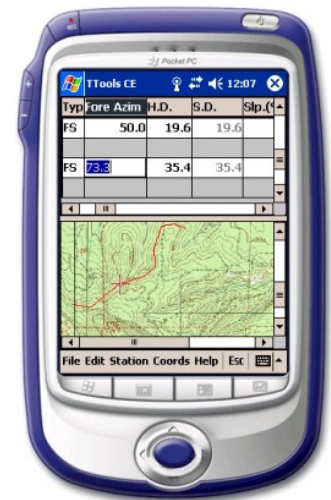 Pocket PC
TTools CE 12:07
Typ Fore Azim H.D. S.D. Slp.(%
FS 50.0 19.6 19.6
FS 73.3 35.4 35.4
File Edit Station Coords Help Esc